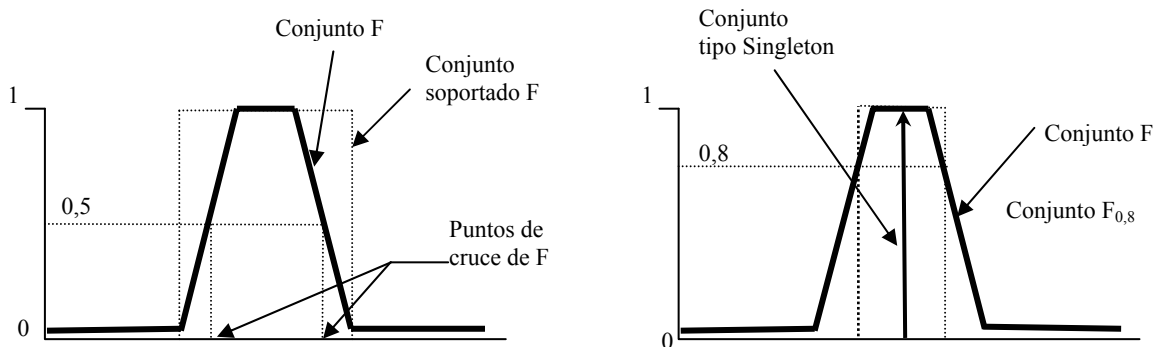 Conjunto F
Conjunto
soportado F
1
0,5
Puntos de
cruce de F
0
Conjunto
tipo Singleton
1
Conjunto F
0,8
Conjunto F0,8
0